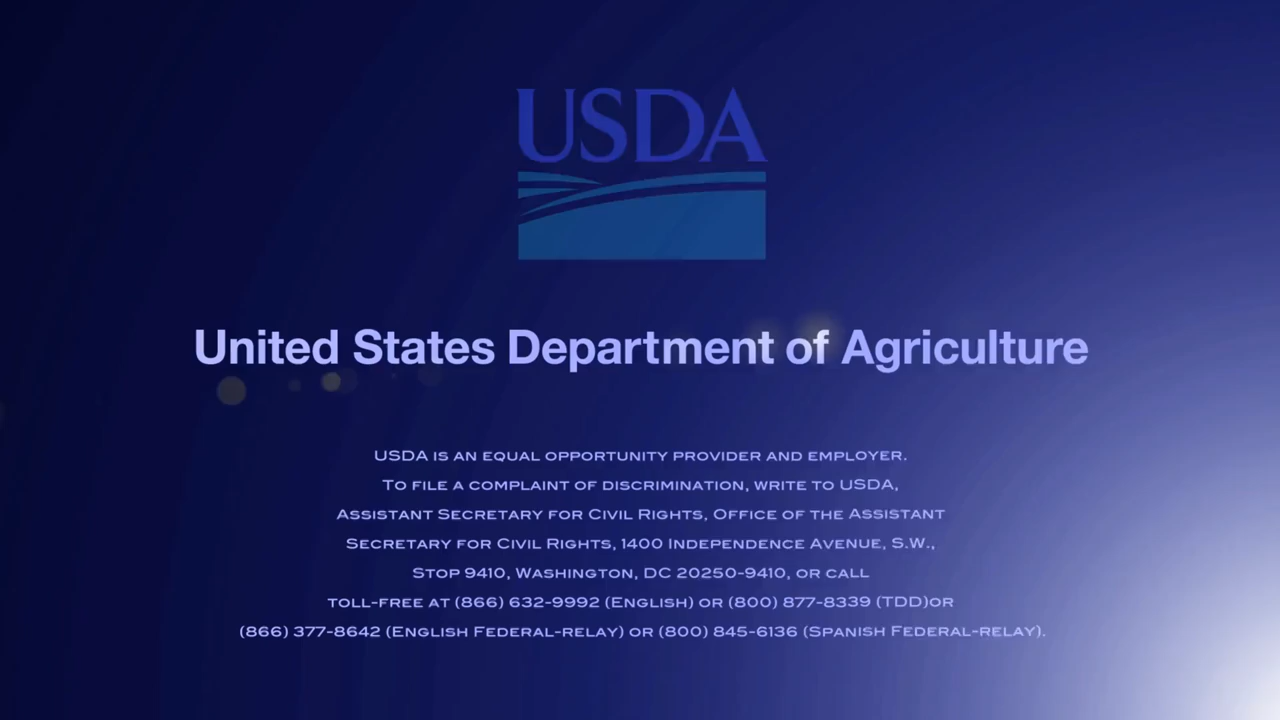 USDA
United States Department of Agriculture
USDA is an equal opportunity provider and employer.
To file a complaint of discrimination, write to USDA,
Assistant Secretary for Civil Rights, Office of the Assistant
Secretary for Civil Rights, 1400 Independence Avenue, S.W.,
Stop 9410, Washington, DC 20250-9410, or call
toll-free at (866) 632-9992 (English) or (800) 877-8339 (TDD)or
(866) 377-8642 (English Federal-relay) or (800) 845-6136 (Spanish Federal-relay).